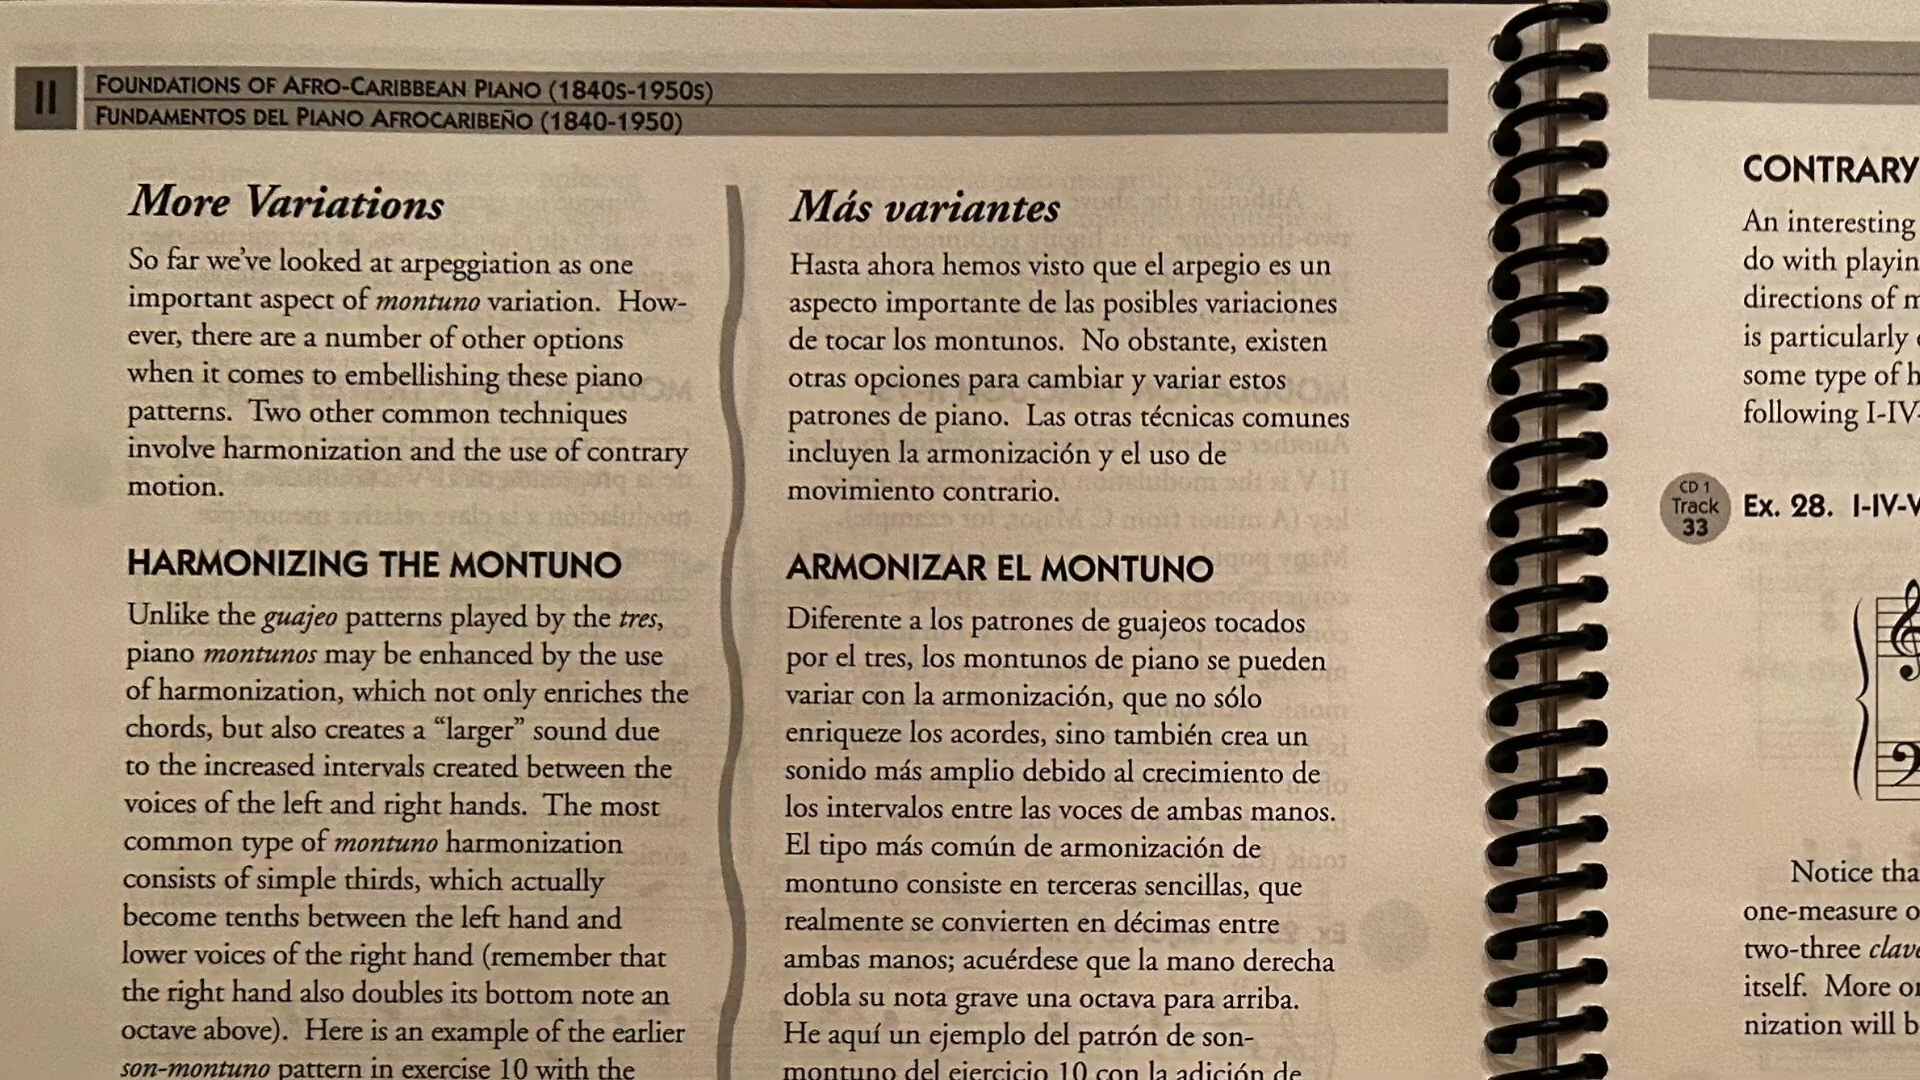 II
FOUNDATIONS OF AFRO-CARIBBEAN PIANO (1840S-1950S)
FUNDAMENTOS DEL PIANO AFROCARIBEÑO (1840-1950)
More Variations
So far we've looked at arpeggiation as one
important aspect of montuno variation. How-
ever, there are a number of other options
when it comes to embellishing these piano
patterns. Two other common techniques
involve harmonization and the use of contrary
motion.
HARMONIZING THE MONTUNO
Unlike the guajeo patterns played by the tres,
piano montunos may be enhanced by the use
of harmonization, which not only enriches the
chords, but also creates a “larger” sound due
to the increased intervals created between the
voices of the left and right hands. The most
common type of montuno harmonization
consists of simple thirds, which actually
become tenths between the left hand and
lower voices of the right hand (remember that
the right hand also doubles its bottom note an
octave above). Here is an example of the earlier
son-montuno pattern in exercise 10 with the
Más variantes
Hasta ahora hemos visto que el arpegio es un
aspecto importante de las posibles variaciones
de tocar los montunos. No obstante, existen
otras opciones para cambiar y variar estos
patrones de piano. Las otras técnicas comunes
incluyen la armonización y el uso de
movimiento contrario.
ARMONIZAR EL MONTUNO
Diferente a los patrones de guajeos tocados
por el tres, los montunos de piano se pueden
variar con la armonización, que no sólo
enriqueze los acordes, sino también crea un
sonido más amplio debido al crecimiento de
los intervalos entre las voces de ambas manos.
El tipo más común de armonización de
montuno consiste en terceras sencillas, que
realmente se convierten en décimas entre
ambas manos; acuérdese que la mano derecha
dobla su nota grave una octava para arriba.
He aquí un ejemplo del patrón de son-
montuno del ejercicio 10 con la adición de
CONTRARY
An interesting
do with
directions of
is particularly
some type of
following I-IV-
CD 1
Track
33
Ex. 28. I-IV-V
Notice
one-measure
two-three clave
itself. More
nization will